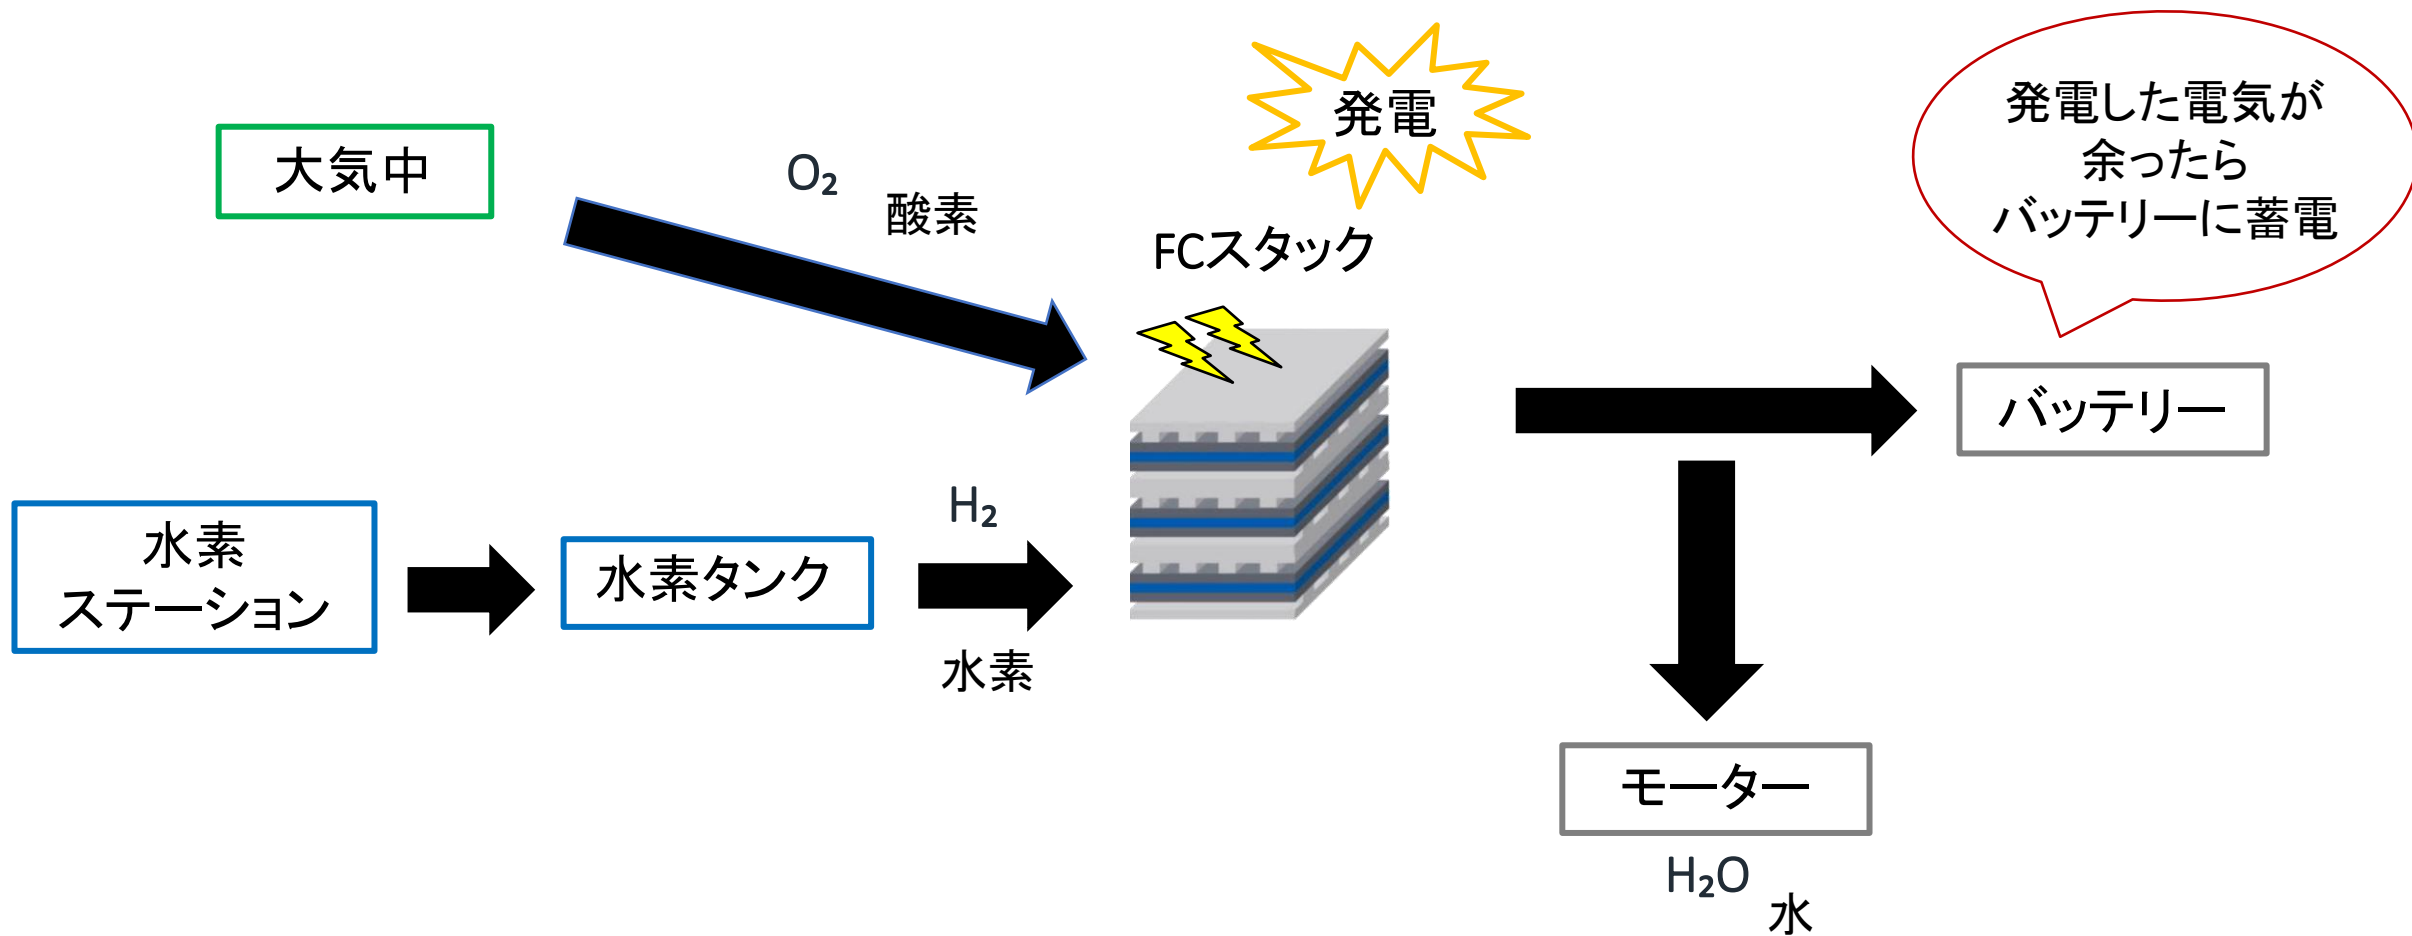 発電
発電した電気が
余ったら
バッテリーに蓄電
大気中
O₂
酸素
FCスタック
バッテリー
水素
ステーション
水素タンク
H₂
水素
モーター
H₂O
水